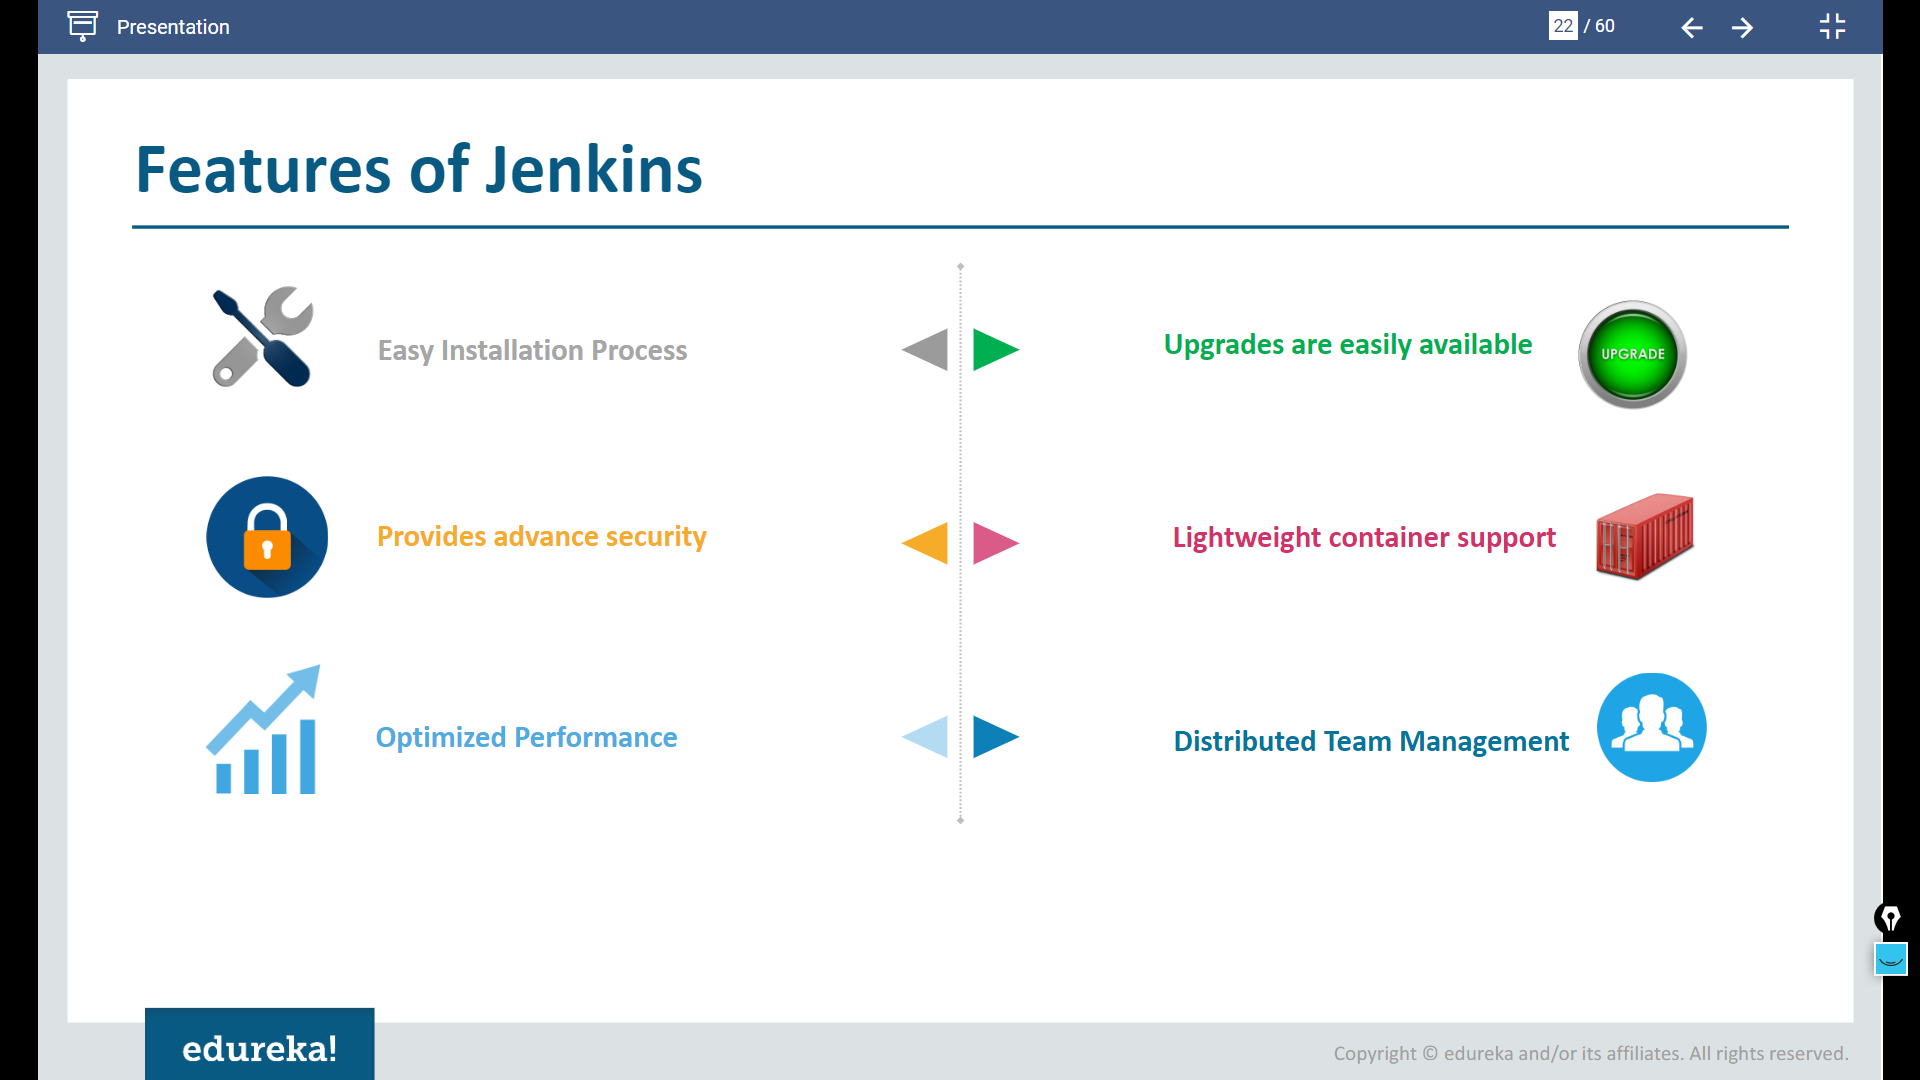 Presentation
22 / 60
Features of Jenkins
Easy Installation Process
Upgrades are easily available
UPGRADE
Provides advance security
Lightweight container support
Optimized Performance
Distributed Team Management
edureka!
Copyright © edureka and/or its affiliates. All rights reserved.